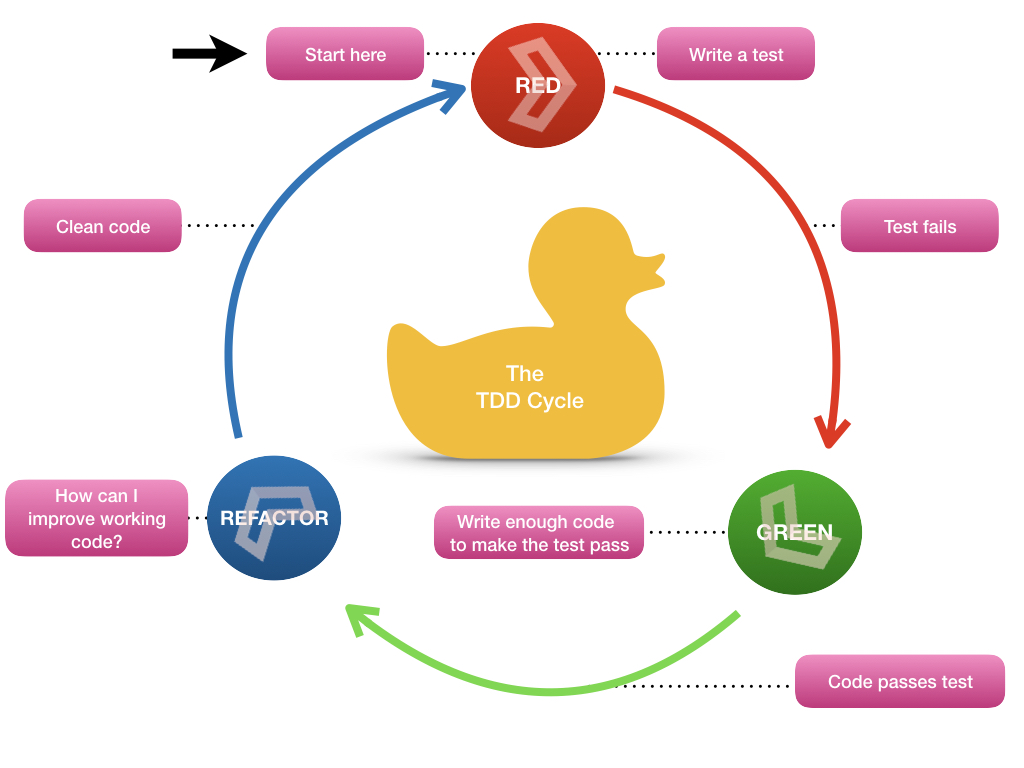 Start here
RED
Write a test
Clean code
Test fails
The
TDD Cycle
How can I
improve working
code?
REFACTOR
Write enough code
to make the test pass
GREEN
Code passes test